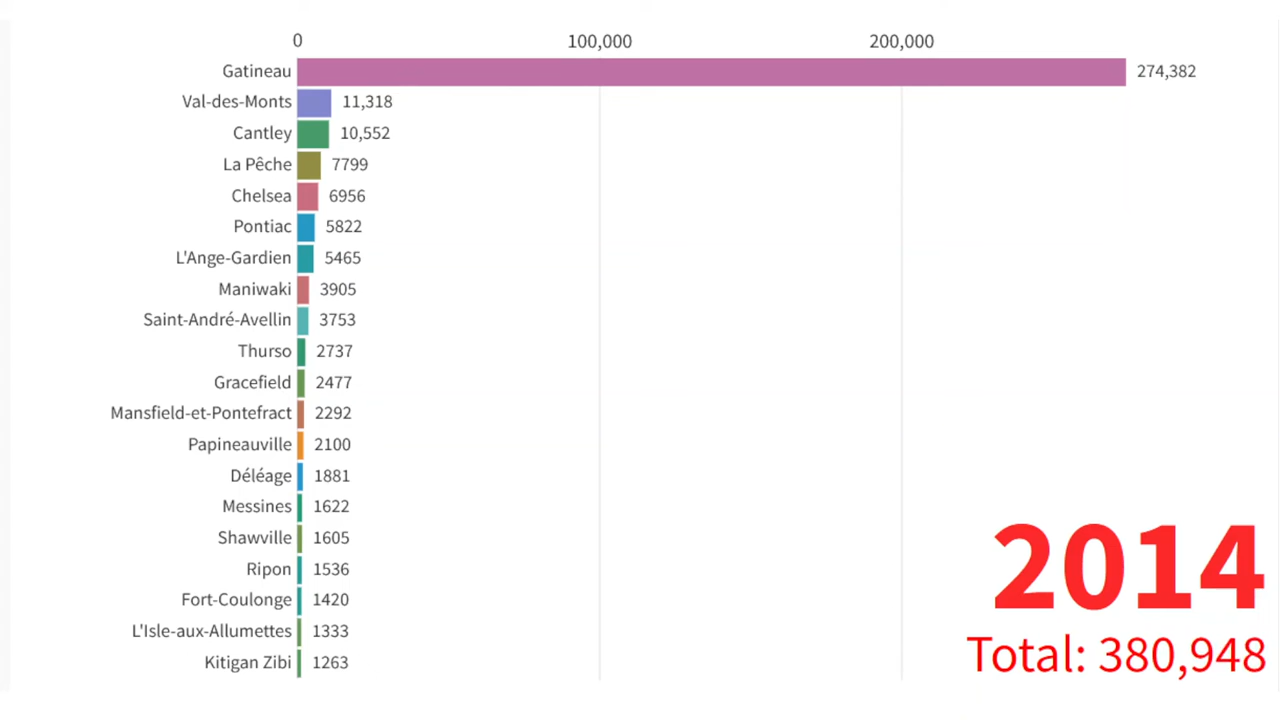 0 100,000 200,000
Gatineau 274,382
Val-des-Monts 11,318
Cantley 10,552
La Pêche 7799
Chelsea 6956
Pontiac 5822
L'Ange-Gardien 5465
Maniwaki 3905
Saint-André-Avellin 3753
Thurso 2737
Gracefield 2477
Mansfield-et-Pontefract 2292
Papineauville 2100
Déléage 1881
Messines 1622
Shawville 1605
Ripon 1536
Fort-Coulonge 1420
L'Isle-aux-Allumettes 1333
Kitigan Zibi 1263
2014
Total: 380,948